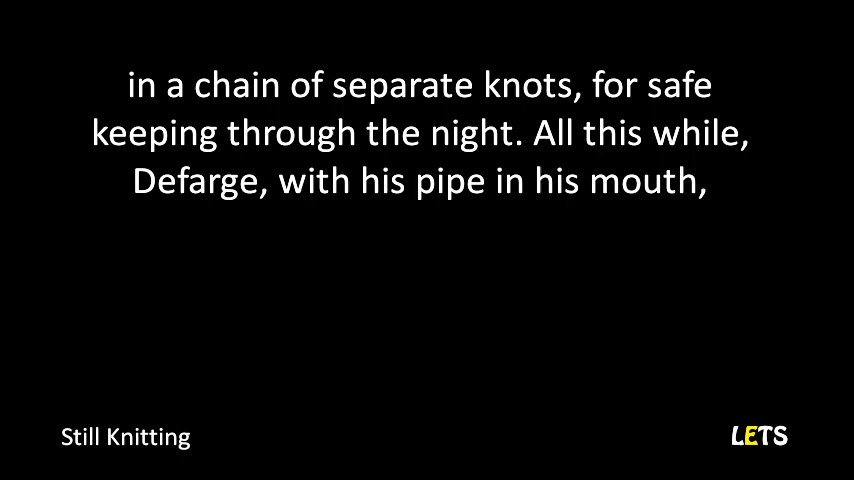 in a chain of separate knots, for safe
keeping through the night. All this while,
Defarge, with his pipe in his mouth,
Still Knitting
LETS